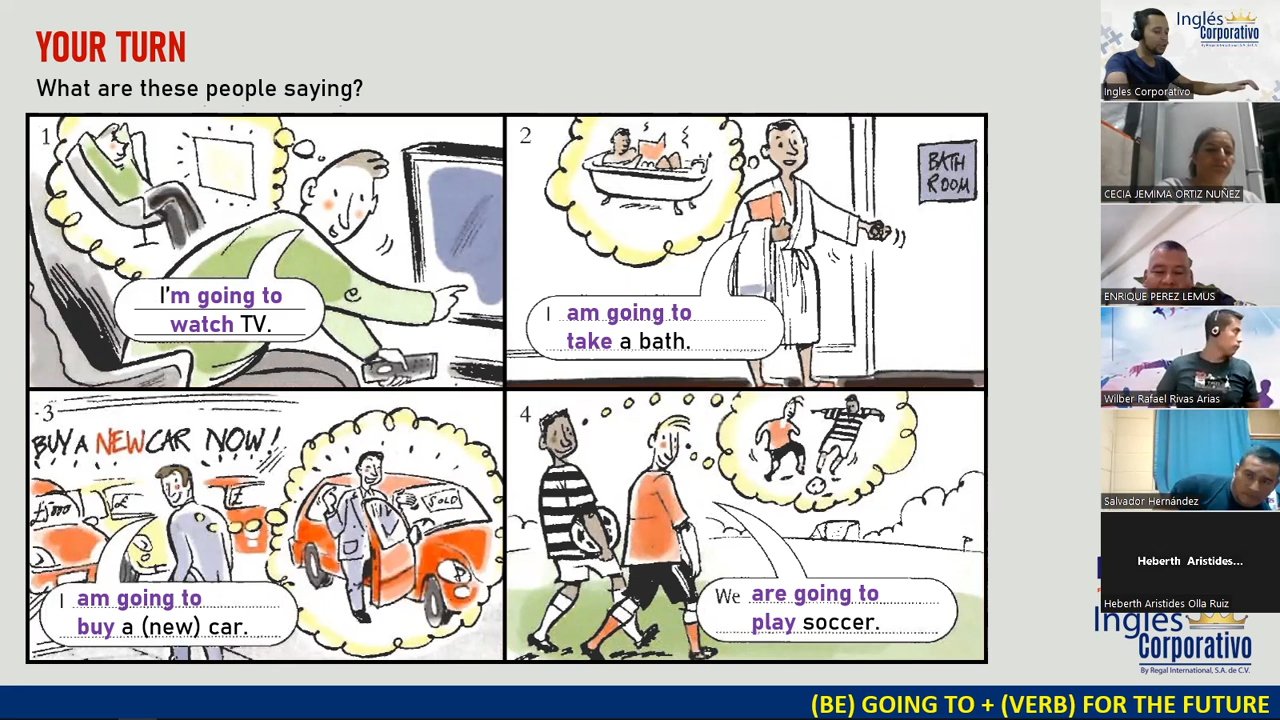 YOUR TURN
What are these people saying?
1
I'm going to
watch TV.
2
BATH
ROOM
I am going to
take a bath.
3
BUY A NEW CAR NOW!
SOLD
I am going to
buy a (new) car.
4
We are going to
play soccer.
(BE) GOING TO + (VERB) FOR THE FUTURE
Inglés
Corporativo
Ingles Corporativo
CECIA JEMIMA ORTIZ NUÑEZ
ENRIQUE PEREZ LEMUS
Wilber Rafael Rivas Arias
Salvador Hernández
Heberth Aristides...
Heberth Aristides Olla Ruiz
Inglés
Corporativo
By Regal International, S.A. de C.V.